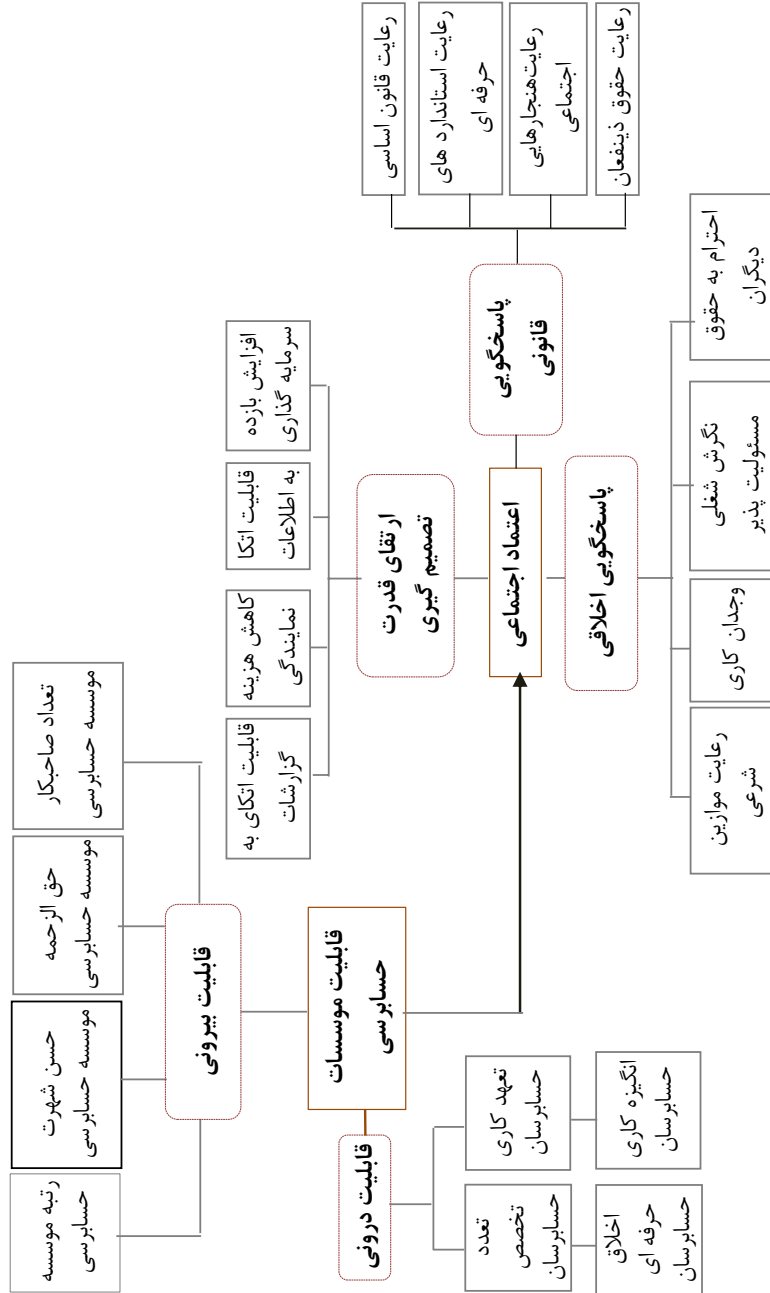 رتبه موسسه
حسابرسی
حسن شهرت
موسسه حسابرسی
حق الزحمه
موسسه حسابرسی
تعداد صاحبکار
موسسه حسابرسی
قابلیت بیرونی
قابلیت موسسات
حسابرسی
قابلیت درونی
تعدد
تخصص
حسابرسان
تعهد کاری
حسابرسان
اخلاق
حرفه ای
حسابرسان
انگیزه کاری
حسابرسان
قابلیت اتکای به
گزارشات
کاهش هزینه
نمایندگی
قابلیت اتکا
به اطلاعات
افزایش بازده
سرمایه گذاری
ارتقای قدرت
تصمیم گیری
اعتماد اجتماعی
پاسخگویی
قانونی
رعایت قانون اساسی
رعایت استاندارد های
حرفه ای
رعایت‌هنجارهایی
اجتماعی
رعایت حقوق ذینفعان
پاسخگویی اخلاقی
رعایت موازین
شرعی
وجدان کاری
نگرش شغلی
مسئولیت پذیر
احترام به حقوق
دیگران